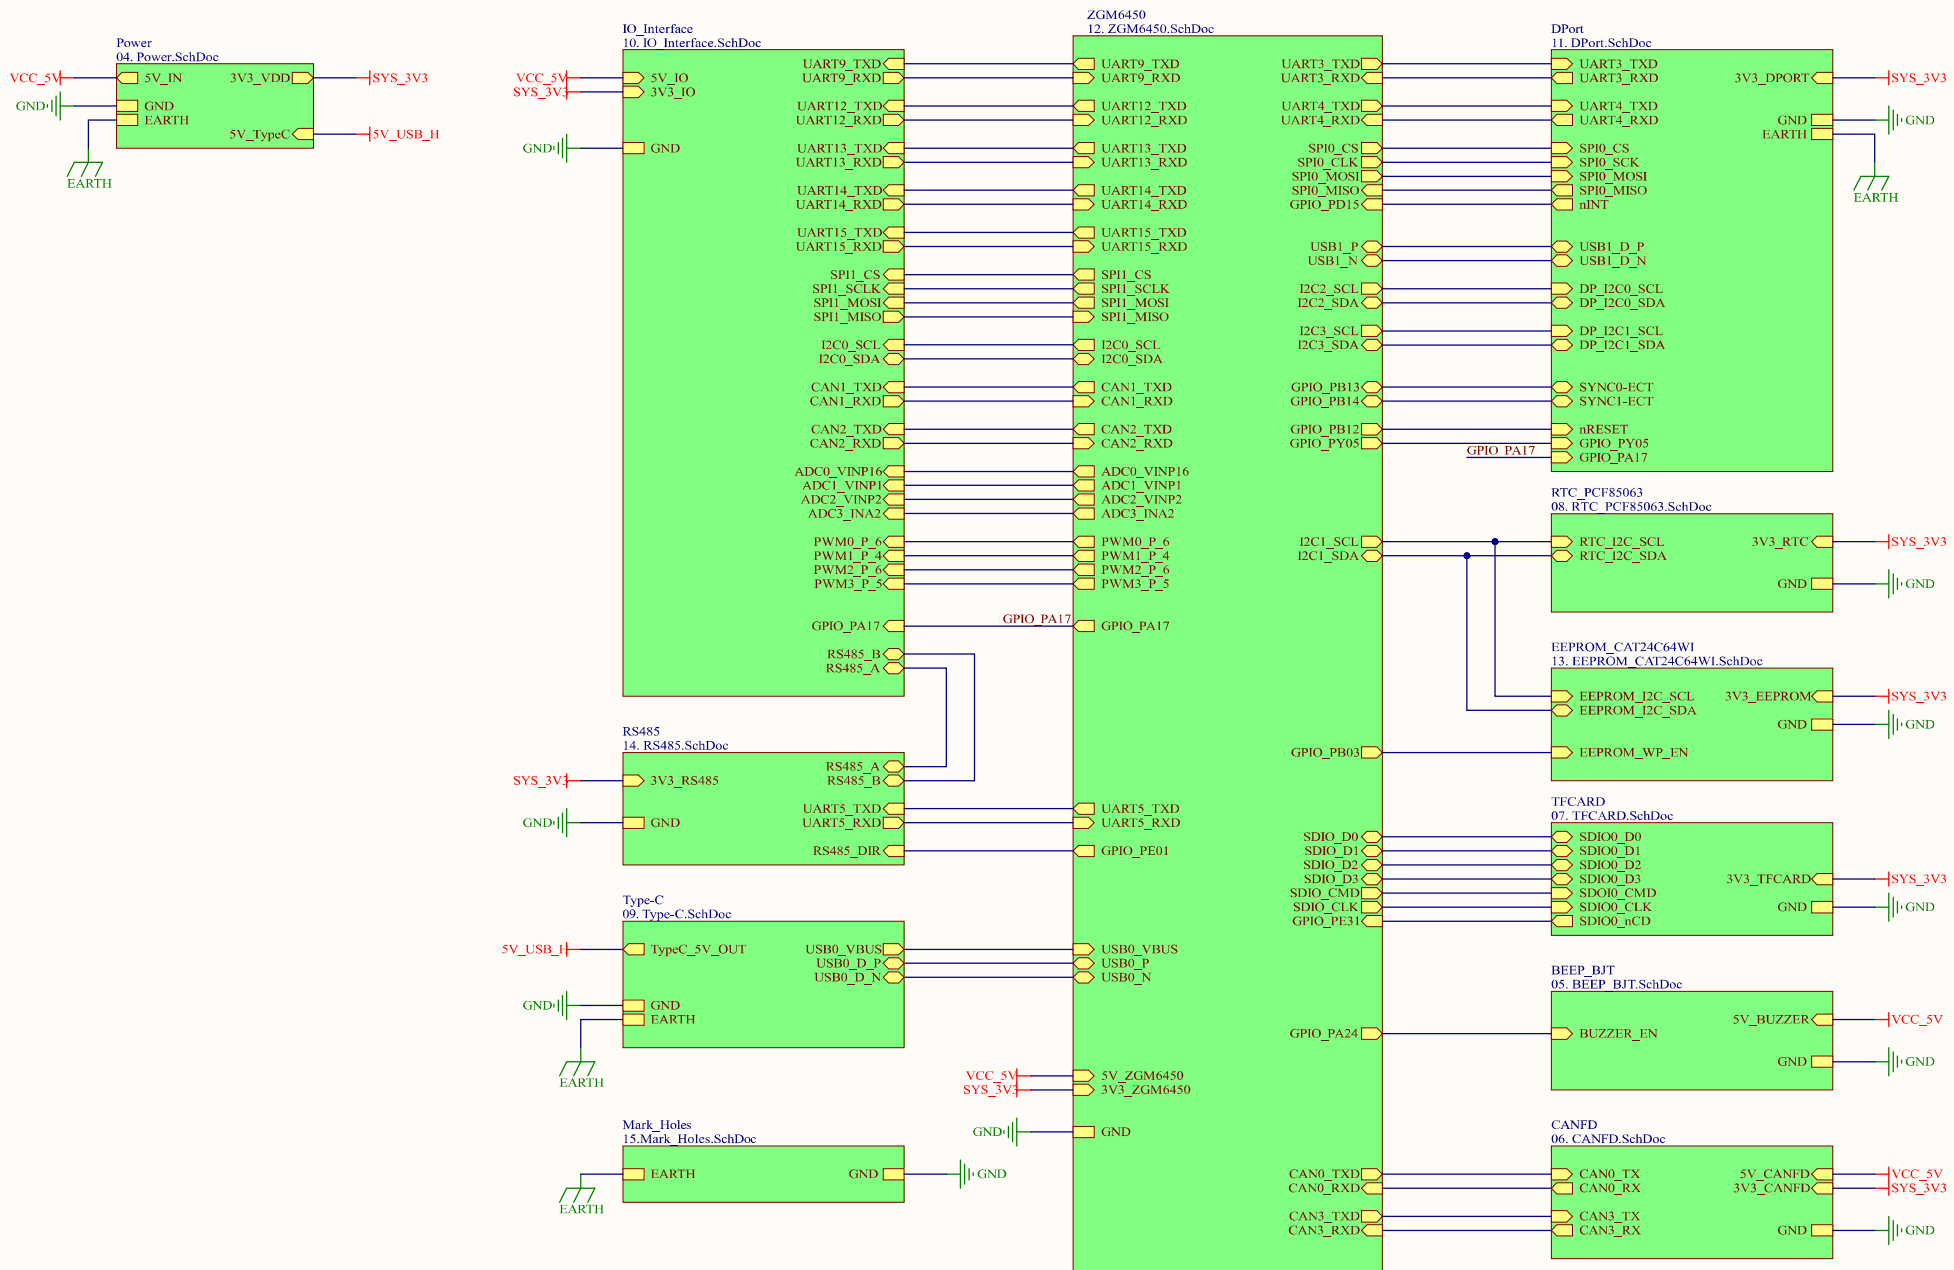 Power
04. Power.SchDoc
VCC_5V
5V_IN
3V3_VDD
SYS_3V3
GND
GND
EARTH
5V_TypeC
5V_USB_H
EARTH
IO_Interface
10. IO_Interface.SchDoc
VCC_5V
5V_IO
SYS_3V3
3V3_IO
GND
GND
UART9_TXD
UART9_RXD
UART12_TXD
UART12_RXD
UART13_TXD
UART13_RXD
UART14_TXD
UART14_RXD
UART15_TXD
UART15_RXD
SPI1_CS
SPI1_SCLK
SPI1_MOSI
SPI1_MISO
I2C0_SCL
I2C0_SDA
CAN1_TXD
CAN1_RXD
CAN2_TXD
CAN2_RXD
ADC0_VINP16
ADC1_VINP1
ADC2_VINP2
ADC3_INA2
PWM0_P_6
PWM1_P_4
PWM2_P_6
PWM3_P_5
GPIO_PA17
RS485_B
RS485_A
GPIO_PA17
RS485
14. RS485.SchDoc
SYS_3V3
3V3_RS485
GND
GND
RS485_A
RS485_B
UART5_TXD
UART5_RXD
RS485_DIR
Type-C
09. Type-C.SchDoc
5V_USB_H
TypeC_5V_OUT
USB0_VBUS
USB0_D_P
USB0_D_N
GND
GND
EARTH
EARTH
Mark_Holes
15.Mark_Holes.SchDoc
EARTH
GND
GND
EARTH
ZGM6450
12. ZGM6450.SchDoc
UART9_TXD
UART9_RXD
UART12_TXD
UART12_RXD
UART13_TXD
UART13_RXD
UART14_TXD
UART14_RXD
UART15_TXD
UART15_RXD
SPI1_CS
SPI1_SCLK
SPI1_MOSI
SPI1_MISO
I2C0_SCL
I2C0_SDA
CAN1_TXD
CAN1_RXD
CAN2_TXD
CAN2_RXD
ADC0_VINP16
ADC1_VINP1
ADC2_VINP2
ADC3_INA2
PWM0_P_6
PWM1_P_4
PWM2_P_6
PWM3_P_5
GPIO_PA17
UART5_TXD
UART5_RXD
GPIO_PE01
USB0_VBUS
USB0_P
USB0_N
VCC_5V
5V_ZGM6450
SYS_3V3
3V3_ZGM6450
GND
GND
UART3_TXD
UART3_RXD
UART4_TXD
UART4_RXD
SPI0_CS
SPI0_CLK
SPI0_MOSI
SPI0_MISO
GPIO_PD15
USB1_P
USB1_N
I2C2_SCL
I2C2_SDA
I2C3_SCL
I2C3_SDA
GPIO_PB13
GPIO_PB14
GPIO_PB12
GPIO_PY05
I2C1_SCL
I2C1_SDA
GPIO_PB03
SDIO_D0
SDIO_D1
SDIO_D2
SDIO_D3
SDIO_CMD
SDIO_CLK
GPIO_PE31
GPIO_PA24
CAN0_TXD
CAN0_RXD
CAN3_TXD
CAN3_RXD
DPort
11. DPort.SchDoc
UART3_TXD
UART3_RXD
UART4_TXD
UART4_RXD
SPI0_CS
SPI0_SCK
SPI0_MOSI
SPI0_MISO
nINT
USB1_D_P
USB1_D_N
DP_I2C0_SCL
DP_I2C0_SDA
DP_I2C1_SCL
DP_I2C1_SDA
SYNC0-ECT
SYNC1-ECT
nRESET
GPIO_PY05
GPIO_PA17
GPIO_PA17
3V3_DPORT
SYS_3V3
GND
GND
EARTH
EARTH
RTC_PCF85063
08. RTC_PCF85063.SchDoc
RTC_I2C_SCL
RTC_I2C_SDA
3V3_RTC
SYS_3V3
GND
GND
EEPROM_CAT24C64WI
13. EEPROM_CAT24C64WI.SchDoc
EEPROM_I2C_SCL
EEPROM_I2C_SDA
EEPROM_WP_EN
3V3_EEPROM
SYS_3V3
GND
GND
TFCARD
07. TFCARD.SchDoc
SDIO0_D0
SDIO0_D1
SDIO0_D2
SDIO0_D3
SDOI0_CMD
SDIO0_CLK
SDIO0_nCD
3V3_TFCARD
SYS_3V3
GND
GND
BEEP_BJT
05. BEEP_BJT.SchDoc
BUZZER_EN
5V_BUZZER
VCC_5V
GND
GND
CANFD
06. CANFD.SchDoc
CAN0_TX
CAN0_RX
CAN3_TX
CAN3_RX
5V_CANFD
VCC_5V
3V3_CANFD
SYS_3V3
GND
GND